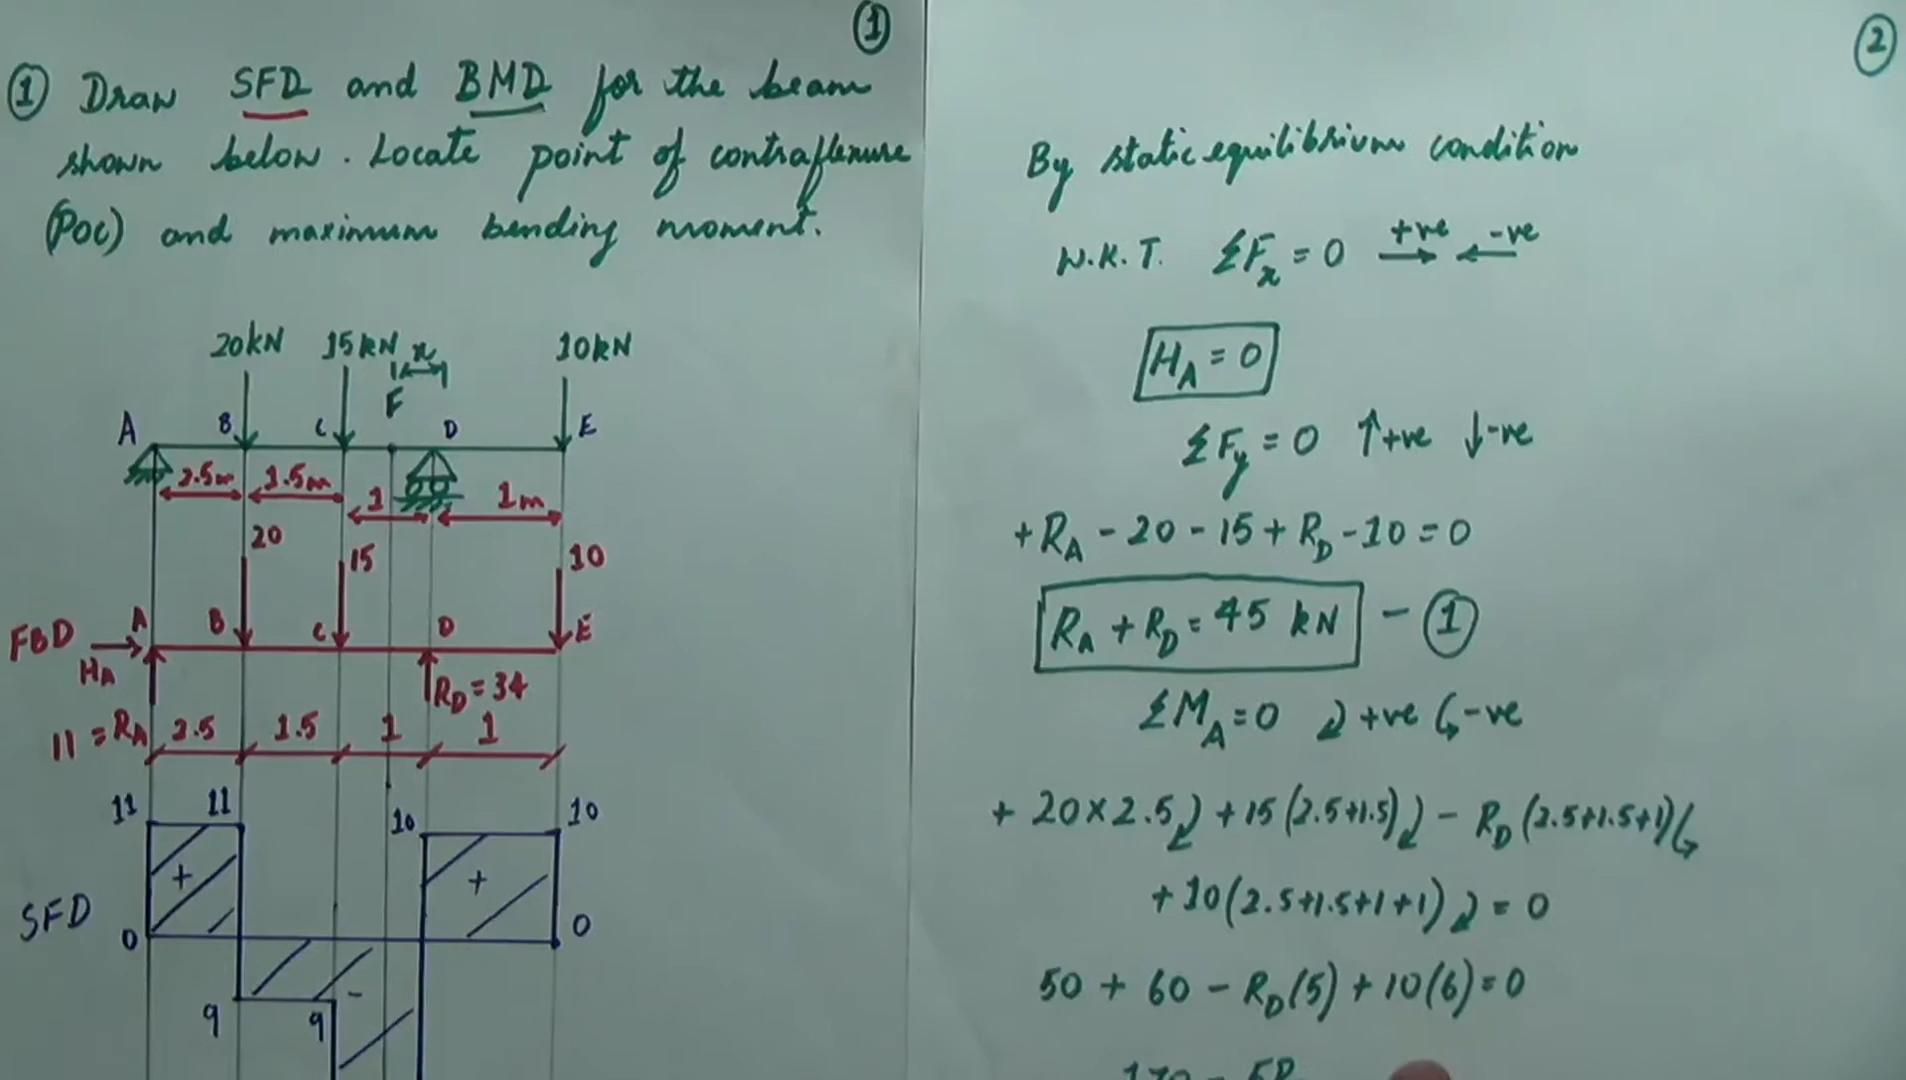 ①
① Draw SFD and BMD for the beam
shown below. Locate point of contraflexure
(POC) and maximum bending moment.
20kN 15kN x 10kN
F
A B C D E
2.5m 1.5m 1 1m
20 15 10
FBD A B C D E
HA
RD = 34
11 = RA 2.5 1.5 1 1
11 11 10 10
+ +
SFD 0 0
-
9 9
②
By static equilibrium condition
W.K.T. ΣFx = 0 +ve -ve
HA = 0
ΣFy = 0 ↑+ve ↓-ve
+RA - 20 - 15 + RD - 10 = 0
RA + RD = 45 kN - ①
ΣMA = 0 ↻ +ve ↺ -ve
+ 20 × 2.5 ↻ + 15 (2.5+1.5) ↻ - RD (2.5+1.5+1) ↺
+ 10 (2.5+1.5+1+1) ↻ = 0
50 + 60 - RD(5) + 10(6) = 0